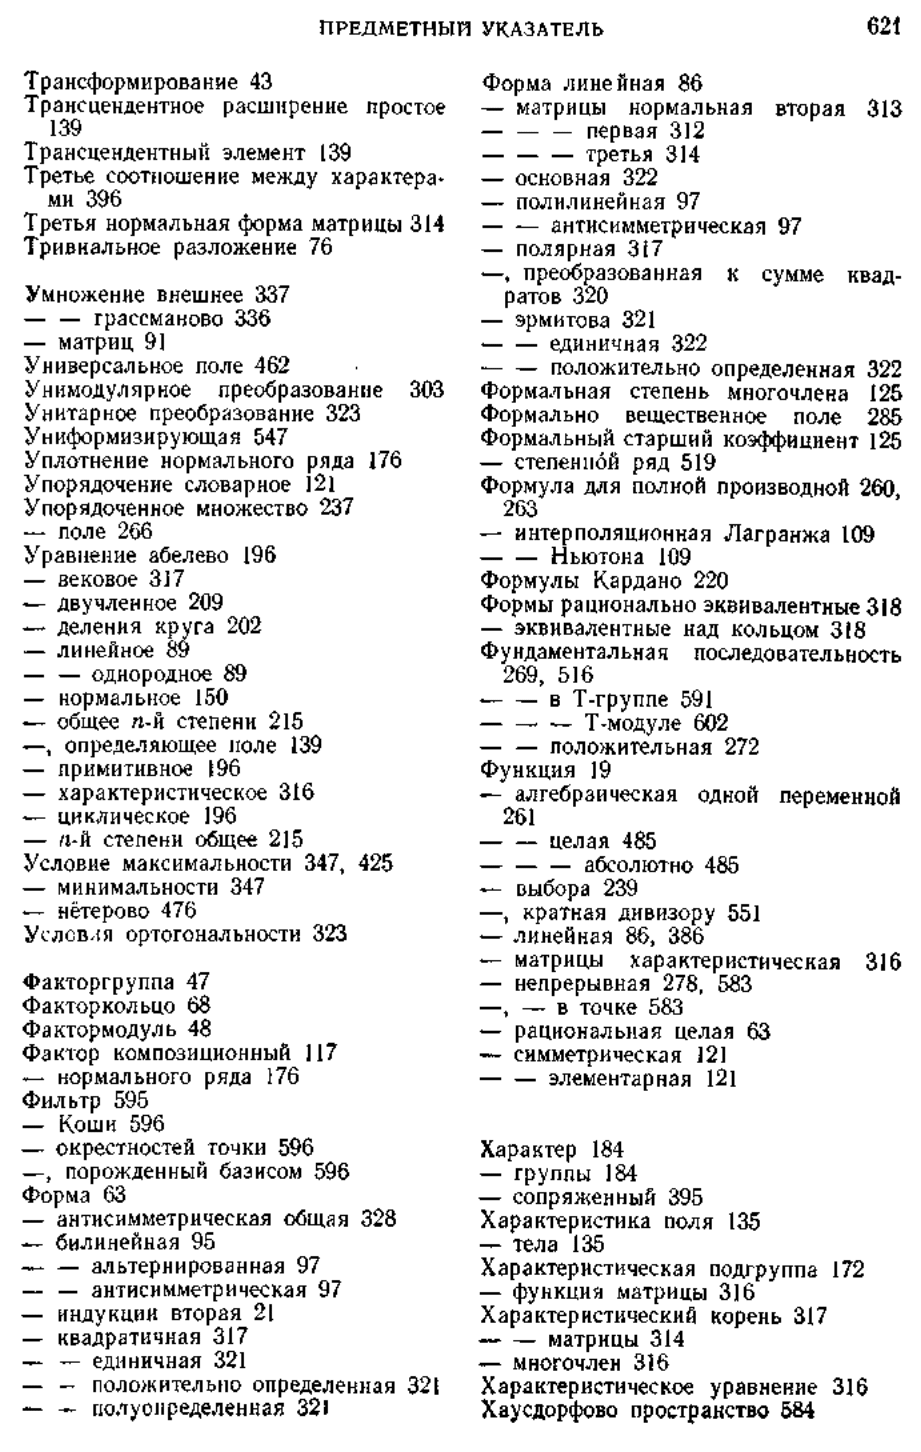 ПРЕДМЕТНЫЙ УКАЗАТЕЛЬ 621
Трансформирование 43
Трансцендентное расширение простое
139
Трансцендентный элемент 139
Третье соотношение между характера-
ми 396
Третья нормальная форма матрицы 314
Тривиальное разложение 76
Умножение внешнее 337
— — грассманово 336
— матриц 91
Универсальное поле 462
Унимодулярное преобразование 303
Унитарное преобразование 323
Униформизирующая 547
Уплотнение нормального ряда 176
Упорядочение словарное 121
Упорядоченное множество 237
— поле 266
Уравнение абелево 196
— вековое 317
— двучленное 209
— деления круга 202
— линейное 89
— — однородное 89
— нормальное 150
— общее n-й степени 215
—, определяющее поле 139
— примитивное 196
— характеристическое 316
— циклическое 196
— n-й степени общее 215
Условие максимальности 347, 425
— минимальности 347
— нётерово 476
Условия ортогональности 323
Факторгруппа 47
Факторкольцо 68
Фактормодуль 48
Фактор композиционный 117
— нормального ряда 176
Фильтр 595
— Коши 596
— окрестностей точки 596
—, порожденный базисом 596
Форма 63
— антисимметрическая общая 328
— билинейная 95
— — альтернированная 97
— — антисимметрическая 97
— индукции вторая 21
— квадратичная 317
— — единичная 321
— — положительно определенная 321
— — полуопределенная 321
Форма линейная 86
— матрицы нормальная вторая 313
— — — первая 312
— — — третья 314
— основная 322
— полилинейная 97
— — антисимметрическая 97
— полярная 317
—, преобразованная к сумме квад-
ратов 320
— эрмитова 321
— — единичная 322
— — положительно определенная 322
Формальная степень многочлена 125
Формально вещественное поле 285
Формальный старший коэффициент 125
— степенно́й ряд 519
Формула для полной производной 260,
263
— интерполяционная Лагранжа 109
— — Ньютона 109
Формулы Кардано 220
Формы рационально эквивалентные 318
— эквивалентные над кольцом 318
Фундаментальная последовательность
269, 516
— — в Т-группе 591
— — — Т-модуле 602
— — положительная 272
Функция 19
— алгебраическая одной переменной
261
— — целая 485
— — — абсолютно 485
— выбора 239
—, кратная дивизору 551
— линейная 86, 386
— матрицы характеристическая 316
— непрерывная 278, 583
—, — в точке 583
— рациональная целая 63
— симметрическая 121
— — элементарная 121
Характер 184
— группы 184
— сопряженный 395
Характеристика поля 135
— тела 135
Характеристическая подгруппа 172
— функция матрицы 316
Характеристический корень 317
— — матрицы 314
— многочлен 316
Характеристическое уравнение 316
Хаусдорфово пространство 584